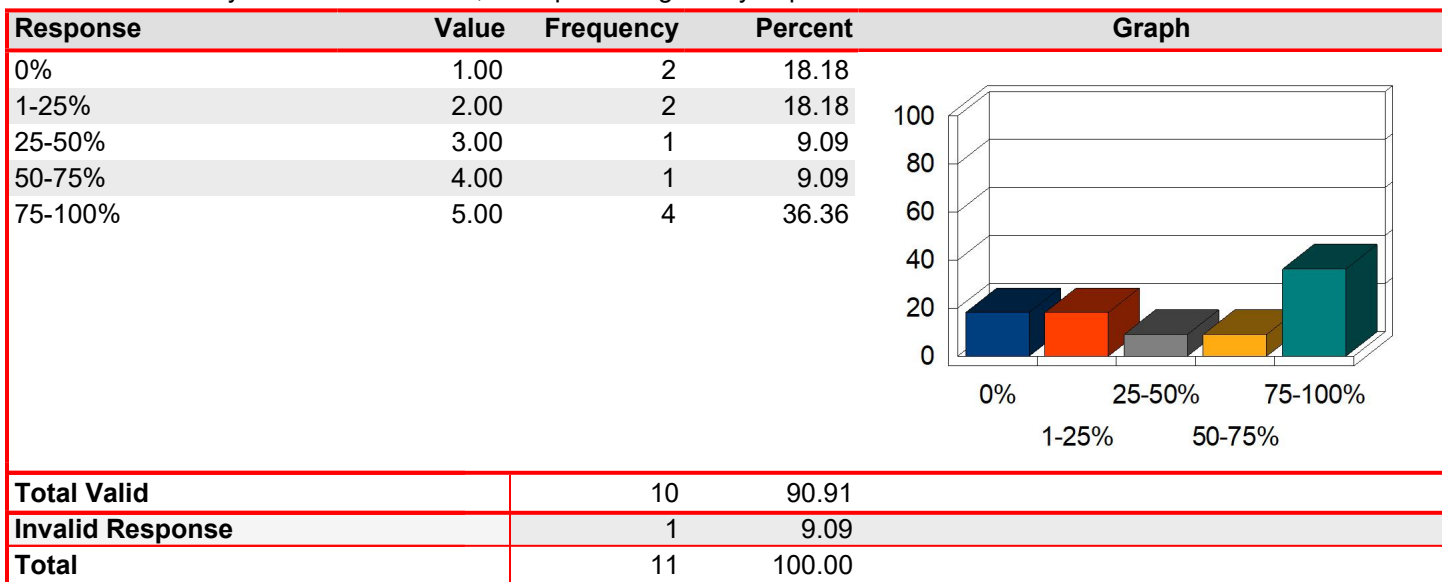 Response Value Frequency Percent Graph
0% 1.00 2 18.18
1-25% 2.00 2 18.18
25-50% 3.00 1 9.09
50-75% 4.00 1 9.09
75-100% 5.00 4 36.36
100
80
60
40
20
0
0% 25-50% 75-100%
1-25% 50-75%
Total Valid 10 90.91
Invalid Response 1 9.09
Total 11 100.00